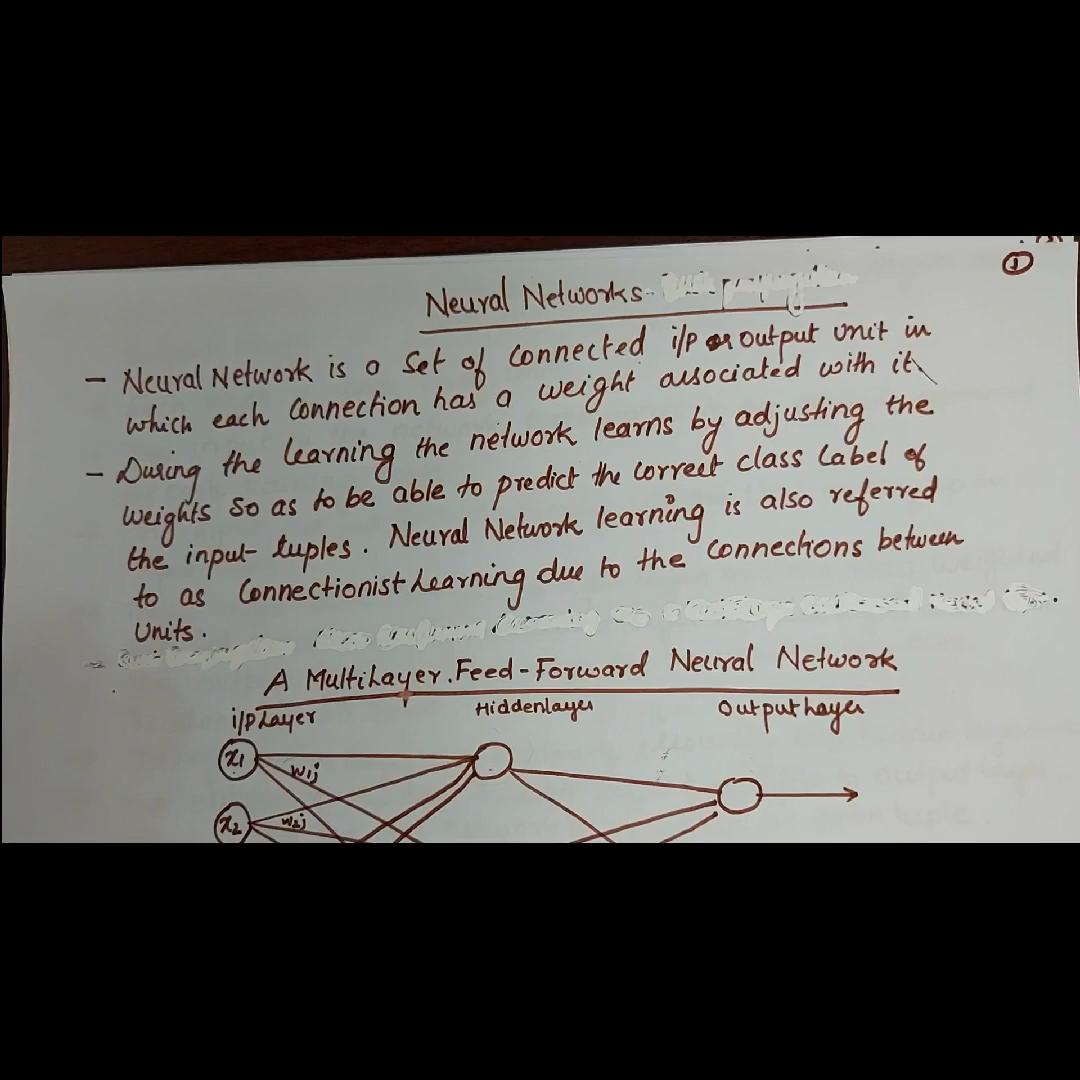 1
Neural Networks-
- Neural Network is a Set of Connected i/p or output unit in
which each Connection has a weight associated with it
- During the learning the network learns by adjusting the
weights so as to be able to predict the correct class label of
the input tuples. Neural Network learning is also referred
to as Connectionist Learning due to the connections between
Units.
A MultiLayer Feed-Forward Neural Network
i/p Layer Hiddenlayer Output Layer
x1 w1j
x2 w2j